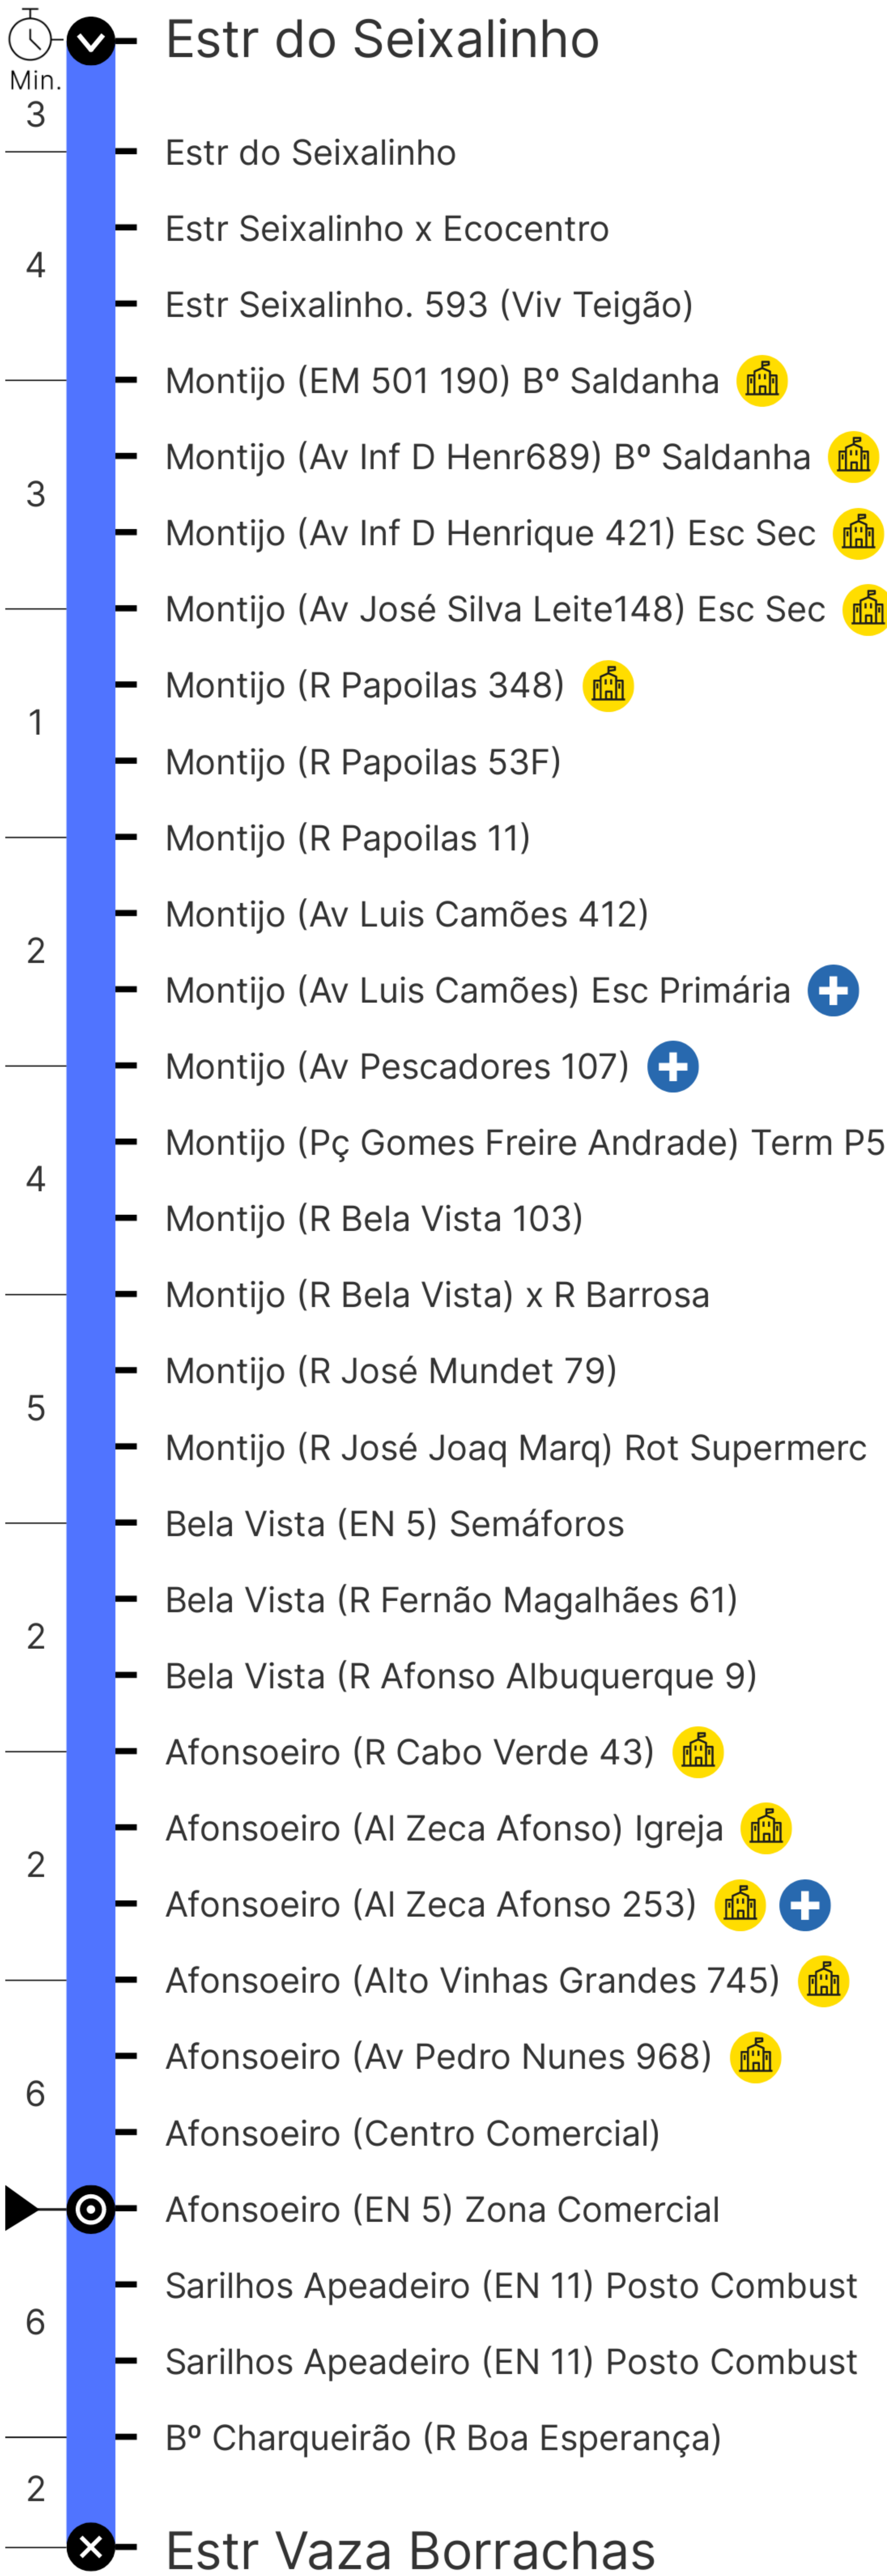 Estr do Seixalinho
Min.
3
Estr do Seixalinho
Estr Seixalinho x Ecocentro
4
Estr Seixalinho. 593 (Viv Teigão)
Montijo (EM 501 190) Bº Saldanha
Montijo (Av Inf D Henr689) Bº Saldanha
3
Montijo (Av Inf D Henrique 421) Esc Sec
Montijo (Av José Silva Leite148) Esc Sec
Montijo (R Papoilas 348)
1
Montijo (R Papoilas 53F)
Montijo (R Papoilas 11)
Montijo (Av Luis Camões 412)
2
Montijo (Av Luis Camões) Esc Primária
Montijo (Av Pescadores 107)
Montijo (Pç Gomes Freire Andrade) Term P5
4
Montijo (R Bela Vista 103)
Montijo (R Bela Vista) x R Barrosa
Montijo (R José Mundet 79)
5
Montijo (R José Joaq Marq) Rot Supermerc
Bela Vista (EN 5) Semáforos
Bela Vista (R Fernão Magalhães 61)
2
Bela Vista (R Afonso Albuquerque 9)
Afonsoeiro (R Cabo Verde 43)
Afonsoeiro (Al Zeca Afonso) Igreja
2
Afonsoeiro (Al Zeca Afonso 253)
Afonsoeiro (Alto Vinhas Grandes 745)
Afonsoeiro (Av Pedro Nunes 968)
6
Afonsoeiro (Centro Comercial)
Afonsoeiro (EN 5) Zona Comercial
Sarilhos Apeadeiro (EN 11) Posto Combust
6
Sarilhos Apeadeiro (EN 11) Posto Combust
Bº Charqueirão (R Boa Esperança)
2
Estr Vaza Borrachas